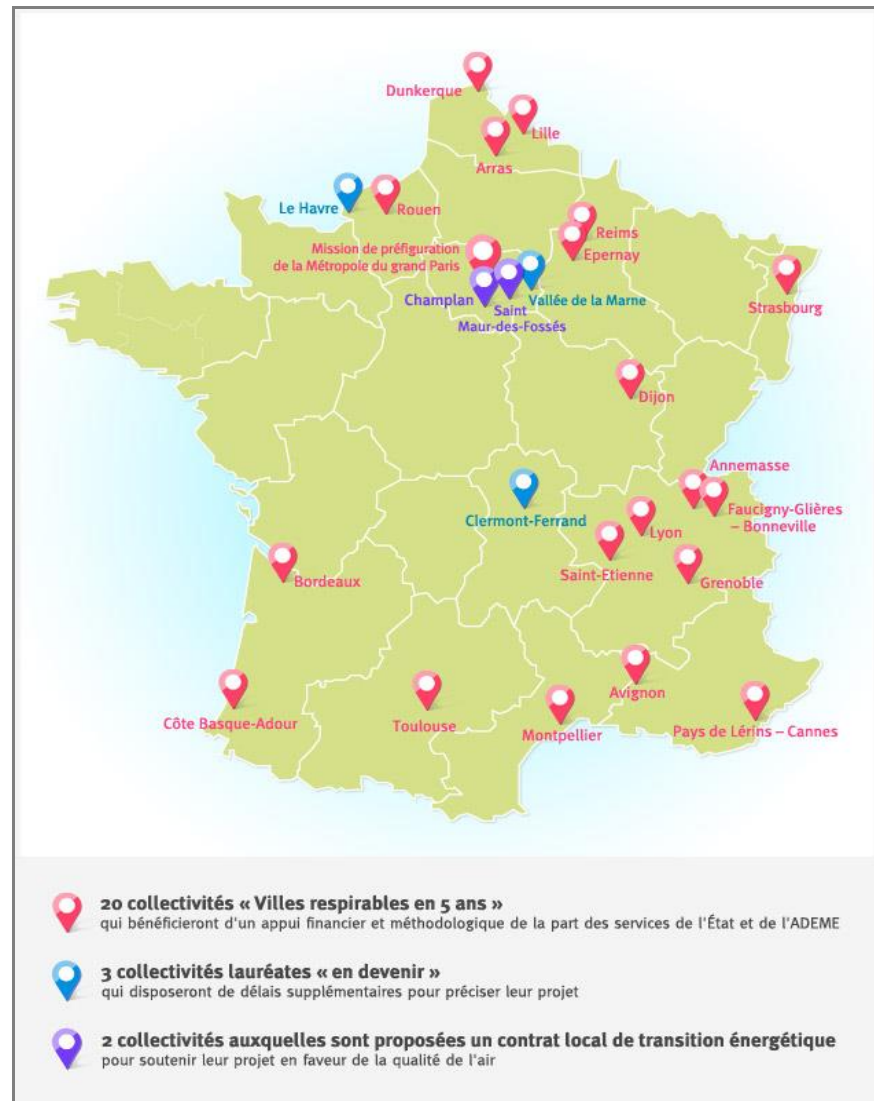 Dunkerque
Lille
Arras
Le Havre
Rouen
Reims
Epernay
Mission de préfiguration
de la Métropole du grand Paris
Champlan
Saint
Maur-des-Fossés
Vallée de la Marne
Strasbourg
Dijon
Annemasse
Faucigny-Glières
– Bonneville
Clermont-Ferrand
Lyon
Saint-Etienne
Grenoble
Bordeaux
Avignon
Côte Basque-Adour
Toulouse
Montpellier
Pays de Lérins – Cannes
20 collectivités « Villes respirables en 5 ans »
qui bénéficieront d'un appui financier et méthodologique de la part des services de l'État et de l'ADEME
3 collectivités lauréates « en devenir »
qui disposeront de délais supplémentaires pour préciser leur projet
2 collectivités auxquelles sont proposées un contrat local de transition énergétique
pour soutenir leur projet en faveur de la qualité de l'air